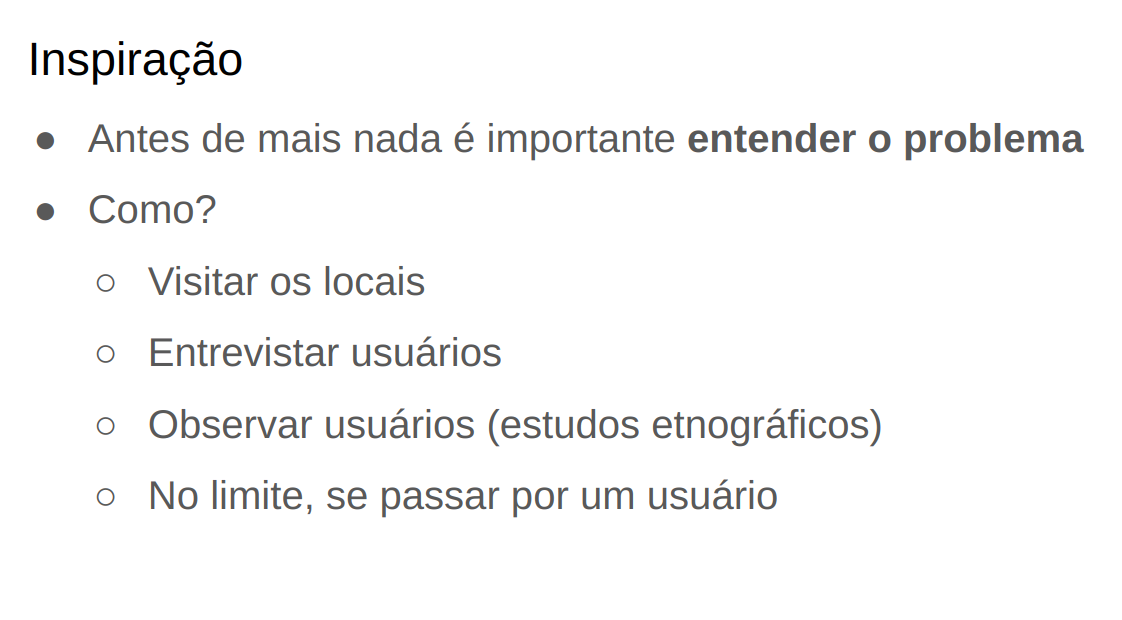 Inspiração
● Antes de mais nada é importante entender o problema
● Como?
○ Visitar os locais
○ Entrevistar usuários
○ Observar usuários (estudos etnográficos)
○ No limite, se passar por um usuário